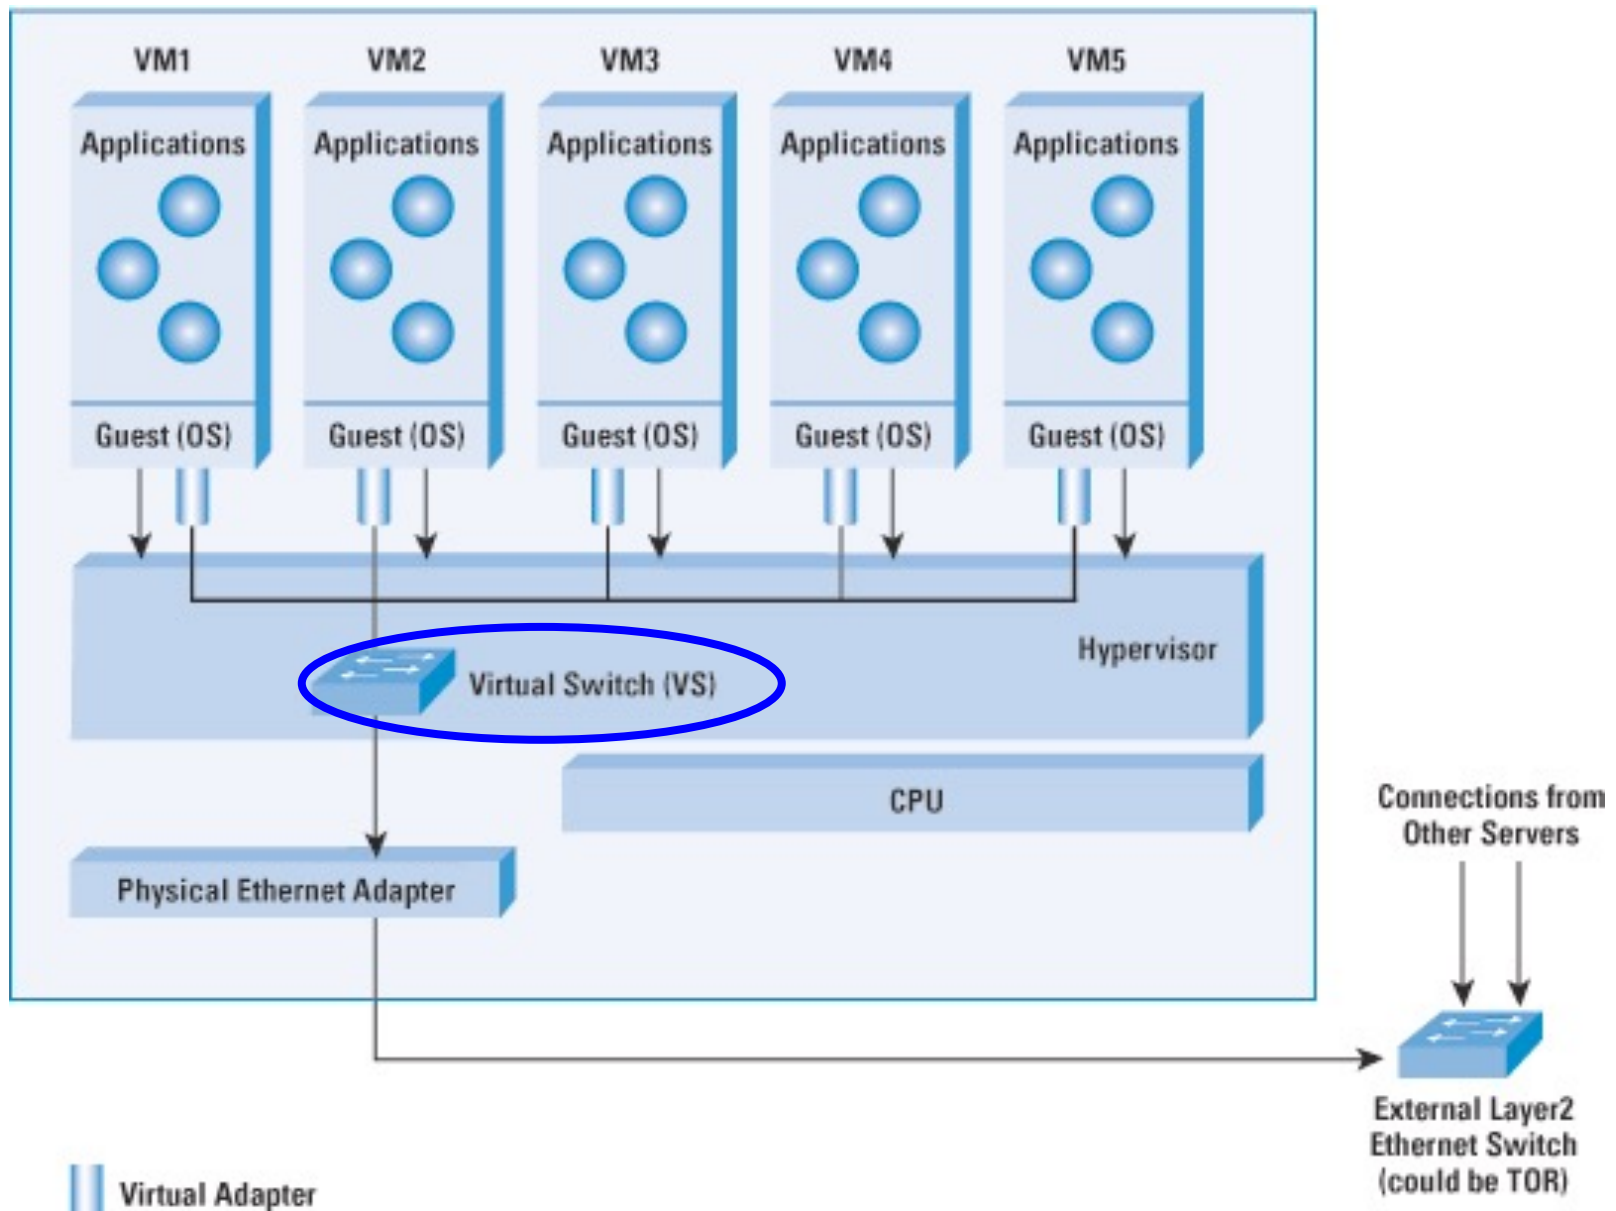 VM1
VM2
VM3
VM4
VM5
Applications
Applications
Applications
Applications
Applications
Guest (OS)
Guest (OS)
Guest (OS)
Guest (OS)
Guest (OS)
Hypervisor
Virtual Switch (VS)
CPU
Connections from
Other Servers
Physical Ethernet Adapter
External Layer2
Ethernet Switch
(could be TOR)
Virtual Adapter